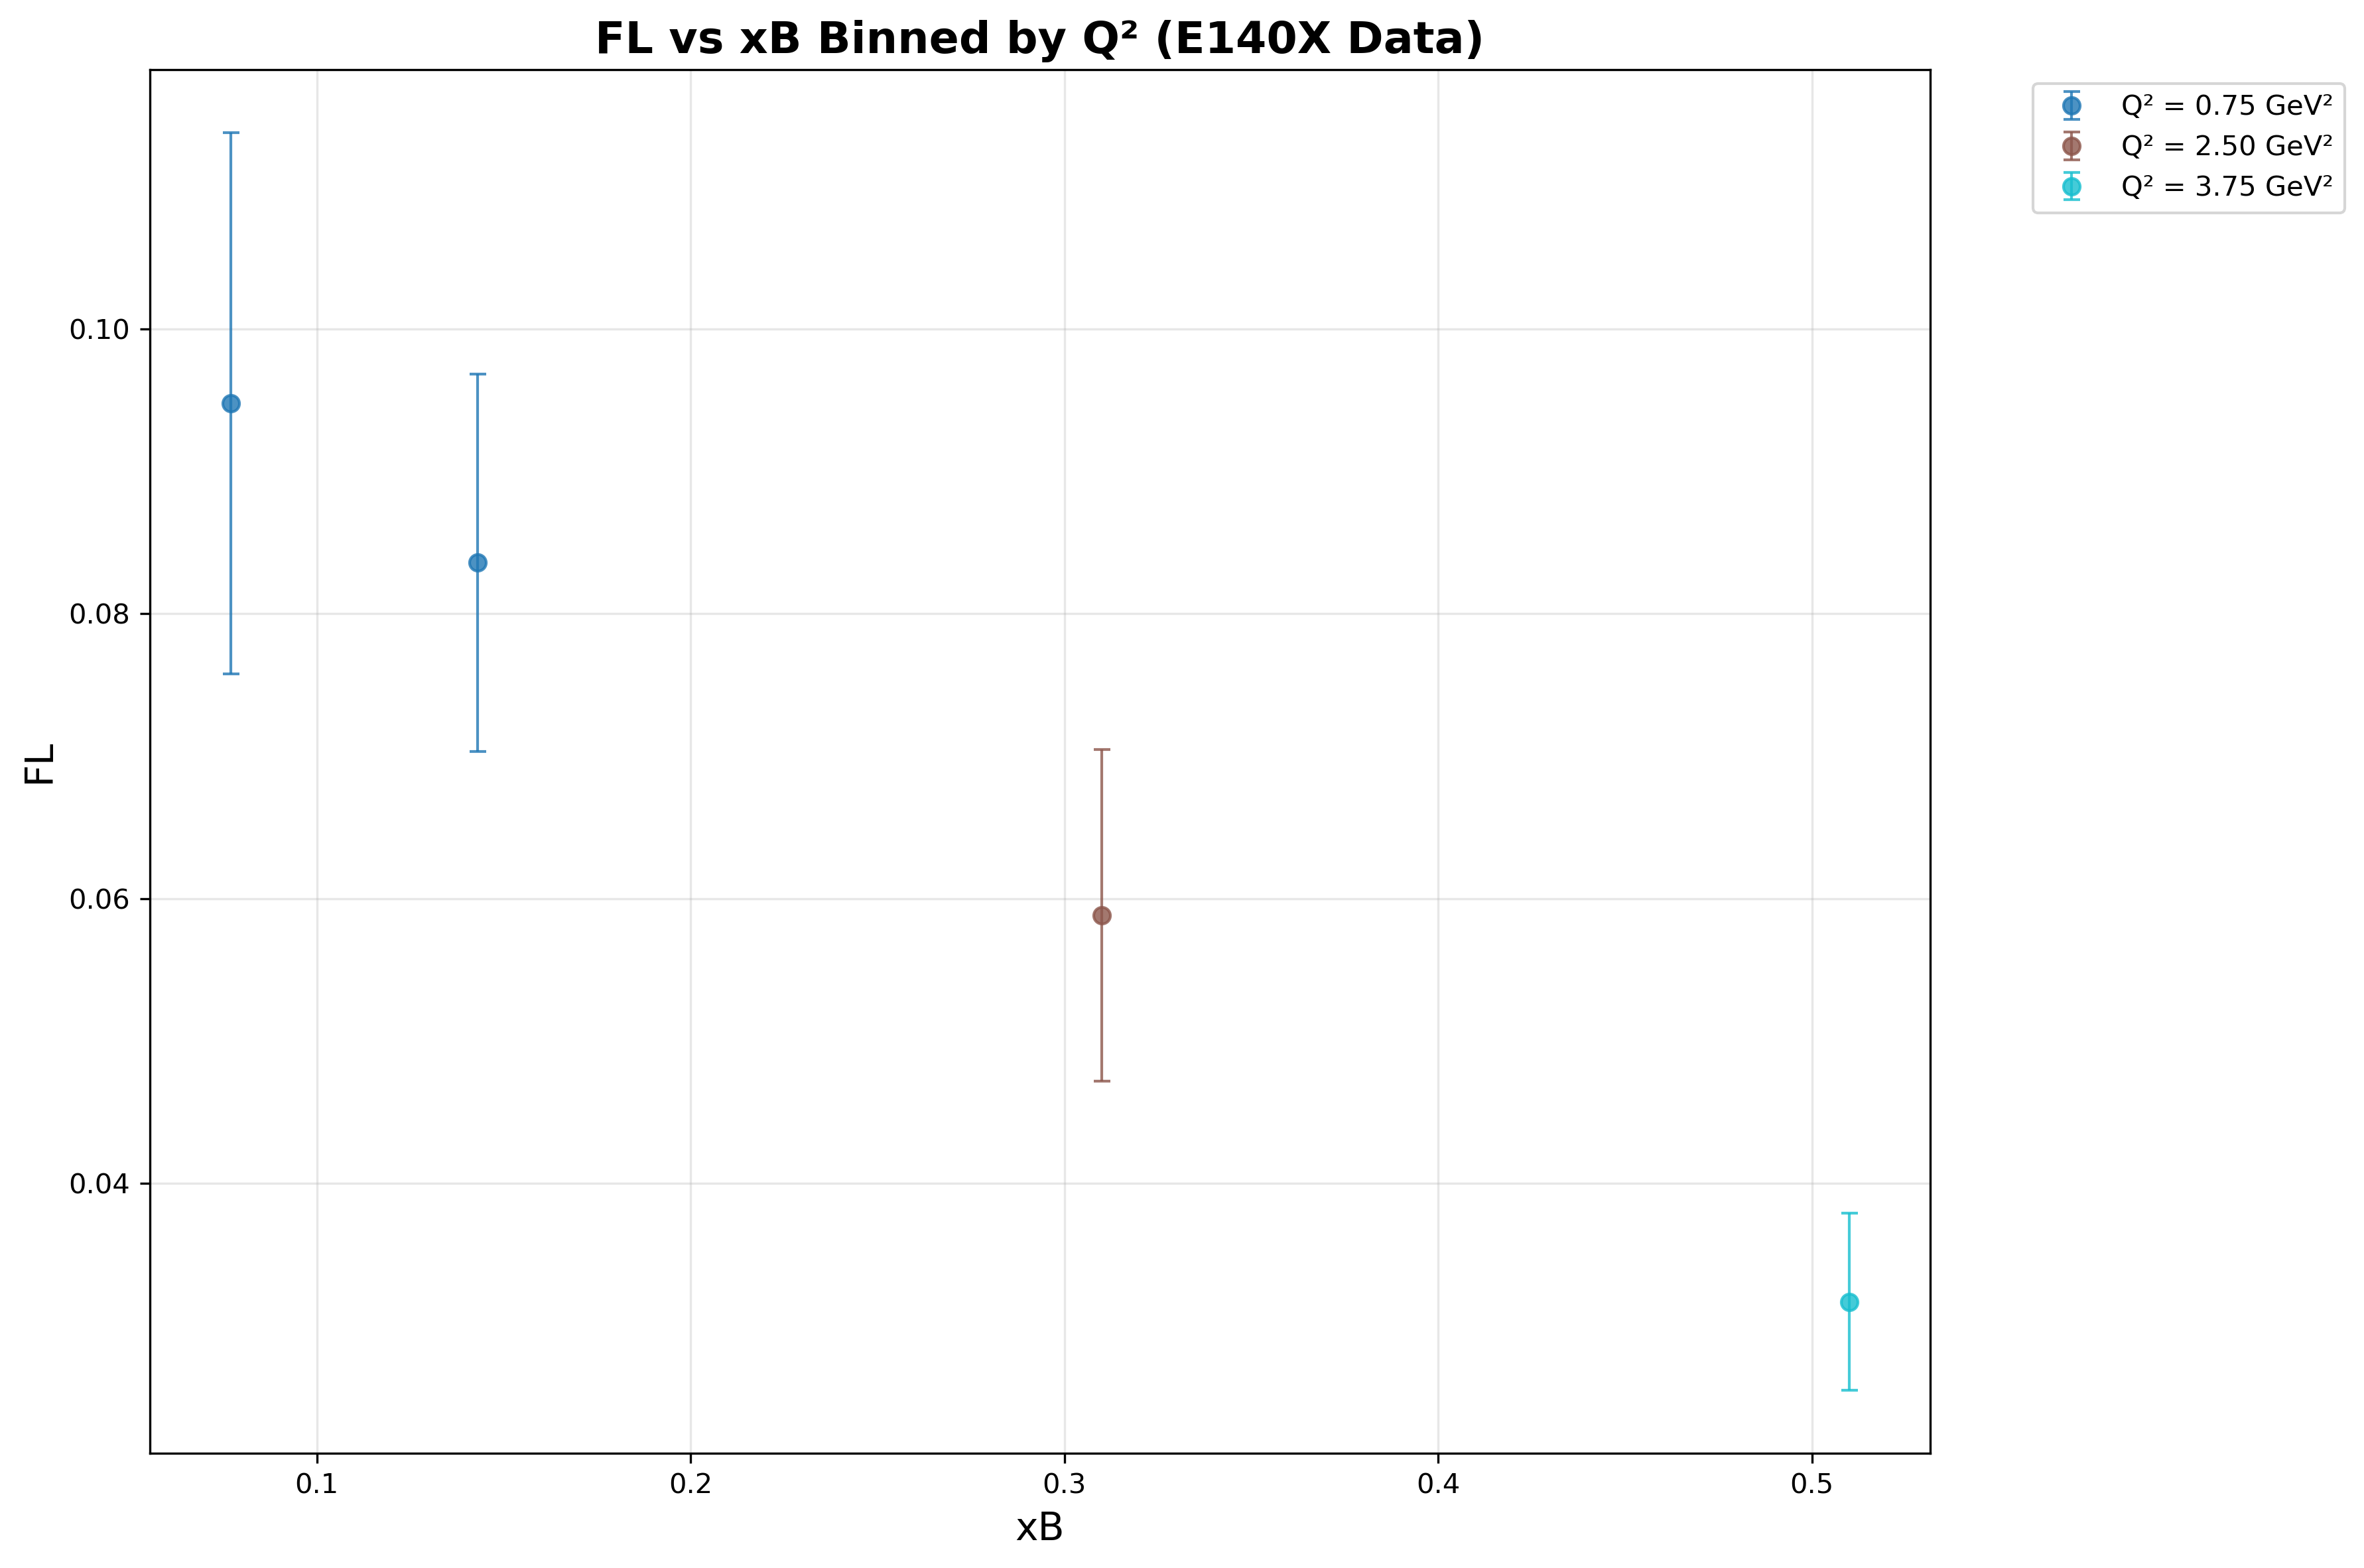 FL vs xB Binned by Q² (E140X Data)
Q² = 0.75 GeV²
Q² = 2.50 GeV²
Q² = 3.75 GeV²
FL
0.10
0.08
0.06
0.04
0.1 0.2 0.3 0.4 0.5
xB